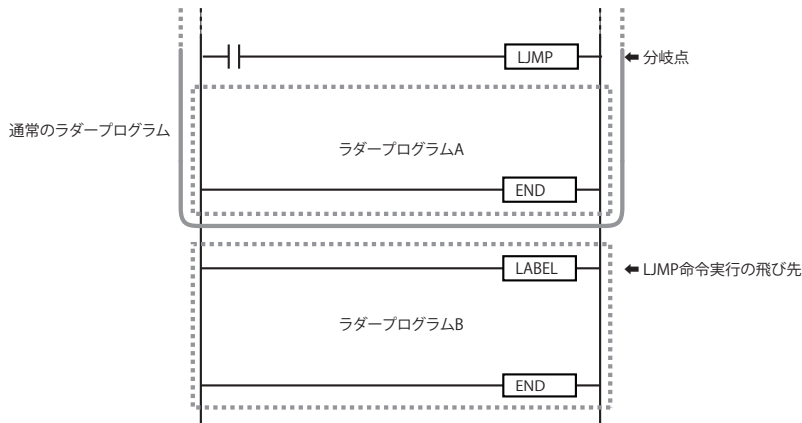 LJMP
分岐点
通常のラダープログラム
ラダープログラムA
END
LABEL
LJMP命令実行の飛び先
ラダープログラムB
END